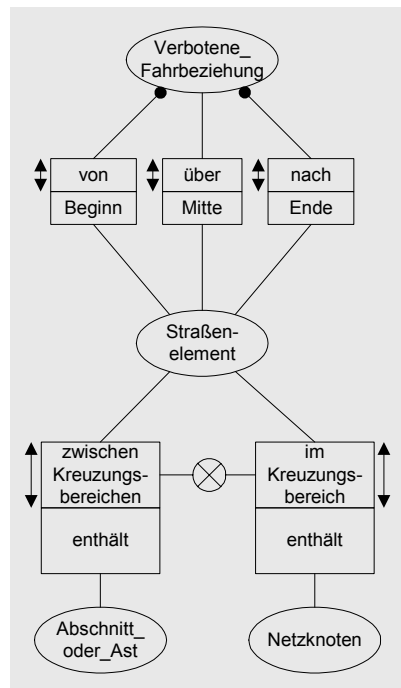 Verbotene_
Fahrbeziehung
von
über
nach
Beginn
Mitte
Ende
Straßen-
element
zwischen
Kreuzungs-
bereichen
im
Kreuzungs-
bereich
enthält
enthält
Abschnitt_
oder_Ast
Netzknoten